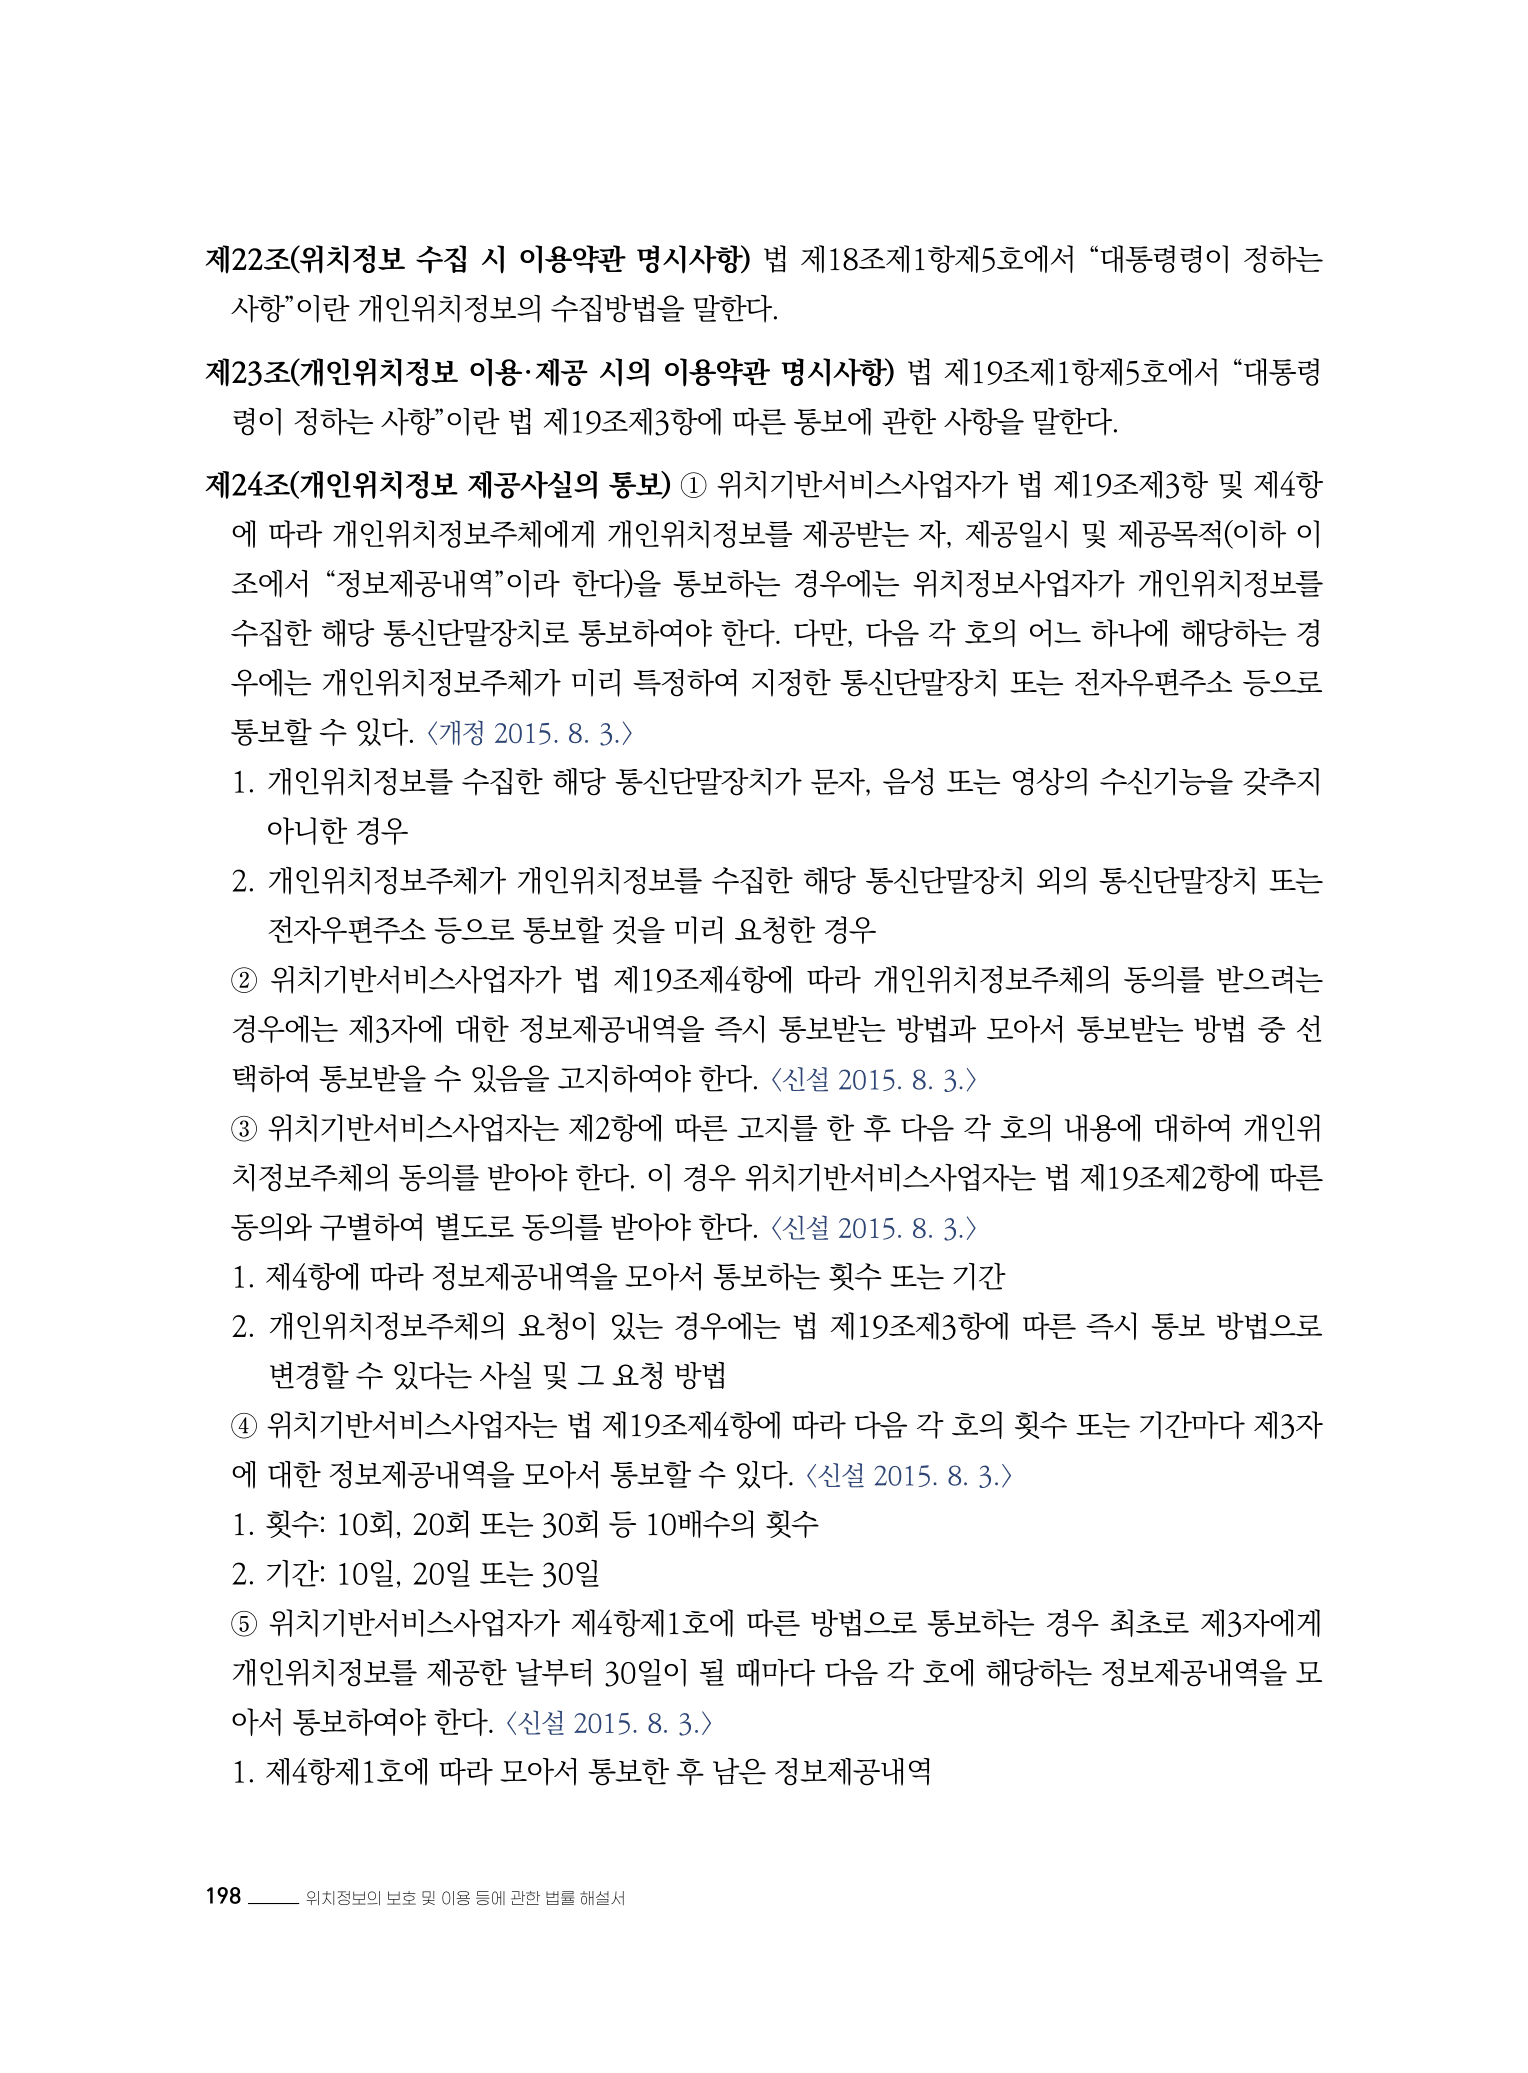 제22조(위치정보 수집 시 이용약관 명시사항) 법 제18조제1항제5호에서 “대통령령이 정하는
사항”이란 개인위치정보의 수집방법을 말한다.
제23조(개인위치정보 이용·제공 시의 이용약관 명시사항) 법 제19조제1항제5호에서 “대통령
령이 정하는 사항”이란 법 제19조제3항에 따른 통보에 관한 사항을 말한다.
제24조(개인위치정보 제공사실의 통보) ① 위치기반서비스사업자가 법 제19조제3항 및 제4항
에 따라 개인위치정보주체에게 개인위치정보를 제공받는 자, 제공일시 및 제공목적(이하 이
조에서 “정보제공내역”이라 한다)을 통보하는 경우에는 위치정보사업자가 개인위치정보를
수집한 해당 통신단말장치로 통보하여야 한다. 다만, 다음 각 호의 어느 하나에 해당하는 경
우에는 개인위치정보주체가 미리 특정하여 지정한 통신단말장치 또는 전자우편주소 등으로
통보할 수 있다. 〈개정 2015. 8. 3.〉
1. 개인위치정보를 수집한 해당 통신단말장치가 문자, 음성 또는 영상의 수신기능을 갖추지
아니한 경우
2. 개인위치정보주체가 개인위치정보를 수집한 해당 통신단말장치 외의 통신단말장치 또는
전자우편주소 등으로 통보할 것을 미리 요청한 경우
② 위치기반서비스사업자가 법 제19조제4항에 따라 개인위치정보주체의 동의를 받으려는
경우에는 제3자에 대한 정보제공내역을 즉시 통보받는 방법과 모아서 통보받는 방법 중 선
택하여 통보받을 수 있음을 고지하여야 한다. 〈신설 2015. 8. 3.〉
③ 위치기반서비스사업자는 제2항에 따른 고지를 한 후 다음 각 호의 내용에 대하여 개인위
치정보주체의 동의를 받아야 한다. 이 경우 위치기반서비스사업자는 법 제19조제2항에 따른
동의와 구별하여 별도로 동의를 받아야 한다. 〈신설 2015. 8. 3.〉
1. 제4항에 따라 정보제공내역을 모아서 통보하는 횟수 또는 기간
2. 개인위치정보주체의 요청이 있는 경우에는 법 제19조제3항에 따른 즉시 통보 방법으로
변경할 수 있다는 사실 및 그 요청 방법
④ 위치기반서비스사업자는 법 제19조제4항에 따라 다음 각 호의 횟수 또는 기간마다 제3자
에 대한 정보제공내역을 모아서 통보할 수 있다. 〈신설 2015. 8. 3.〉
1. 횟수: 10회, 20회 또는 30회 등 10배수의 횟수
2. 기간: 10일, 20일 또는 30일
⑤ 위치기반서비스사업자가 제4항제1호에 따른 방법으로 통보하는 경우 최초로 제3자에게
개인위치정보를 제공한 날부터 30일이 될 때마다 다음 각 호에 해당하는 정보제공내역을 모
아서 통보하여야 한다. 〈신설 2015. 8. 3.〉
1. 제4항제1호에 따라 모아서 통보한 후 남은 정보제공내역
198 위치정보의 보호 및 이용 등에 관한 법률 해설서